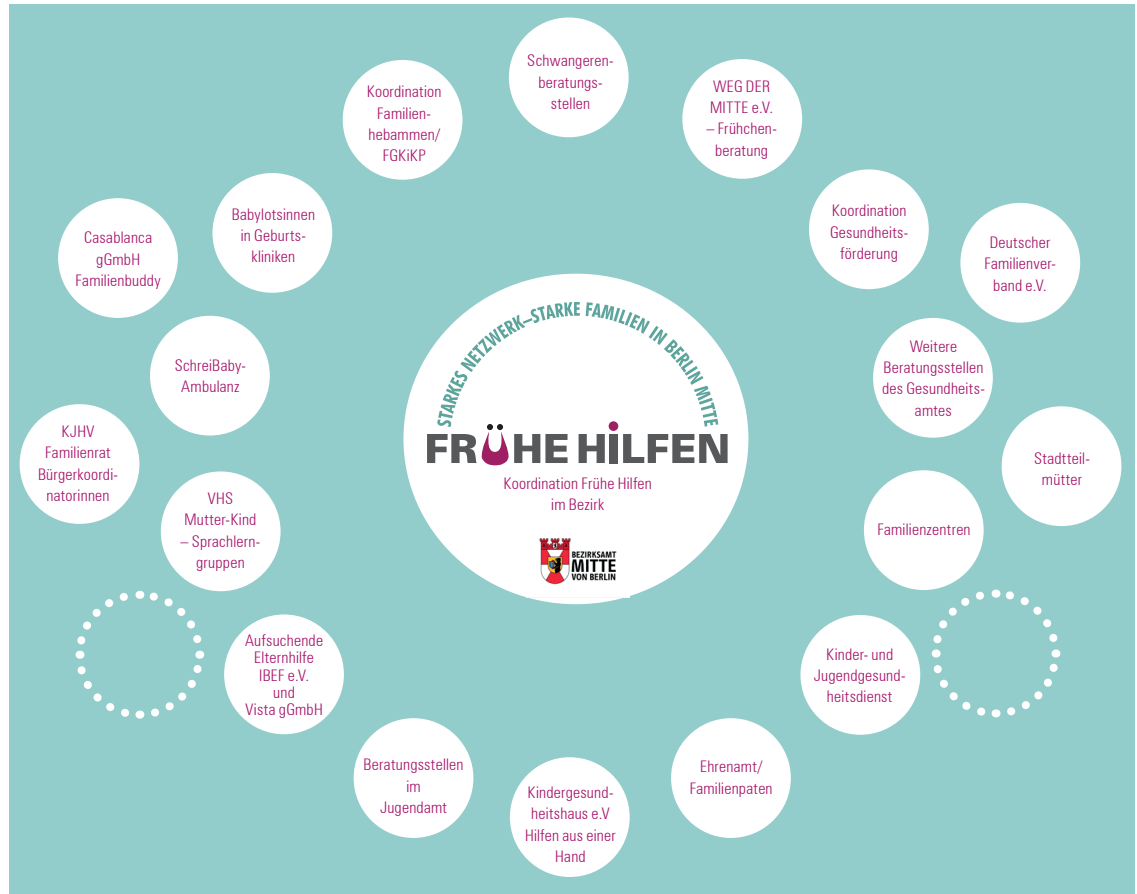 Schwangeren-
beratungs-
stellen
Koordination
Familien-
hebammen/
FGKiKP
WEG DER
MITTE e.V.
– Frühchen-
beratung
Babylotsinnen
in Geburts-
kliniken
Koordination
Gesundheits-
förderung
Casablanca
gGmbH
Familienbuddy
Deutscher
Familienver-
band e.V.
SchreiBaby-
Ambulanz
Weitere
Beratungsstellen
des Gesundheits-
amtes
STARKES NETZWERK–STARKE FAMILIEN IN BERLIN MITTE
FRÜHE HiLFEN
Koordination Frühe Hilfen
im Bezirk
BEZIRKSAMT
MITTE
VON BERLIN
KJHV
Familienrat
Bürgerkoordi-
natorinnen
Stadtteil-
mütter
VHS
Mutter-Kind
– Sprachlern-
gruppen
Familienzentren
Aufsuchende
Elternhilfe
IBEF e.V.
und
Vista gGmbH
Kinder- und
Jugendgesund-
heitsdienst
Beratungsstellen
im
Jugendamt
Kindergesund-
heitshaus e.V
Hilfen aus einer
Hand
Ehrenamt/
Familienpaten